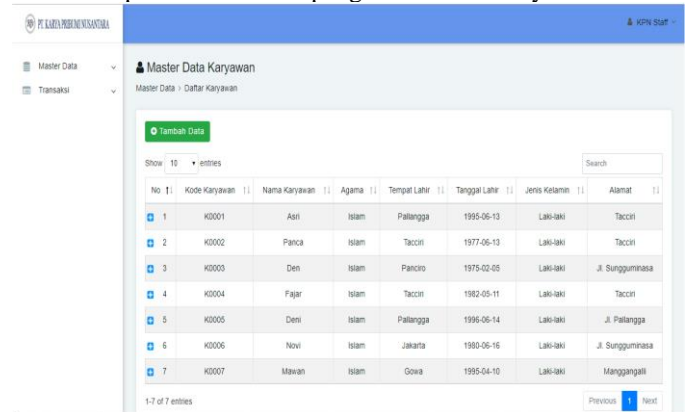 PT. KARYA PRIBUMI NUSANTARA
KPN Staff
Master Data
Transaksi
Master Data Karyawan
Master Data > Daftar Karyawan
Tambah Data
Show 10 entries
Search
No Kode Karyawan Nama Karyawan Agama Tempat Lahir Tanggal Lahir Jenis Kelamin Alamat
1 K0001 Asri Islam Pallangga 1995-06-13 Laki-laki Tacciri
2 K0002 Panca Islam Tacciri 1977-06-13 Laki-laki Tacciri
3 K0003 Den Islam Panciro 1975-02-05 Laki-laki Jl. Sungguminasa
4 K0004 Fajar Islam Tacciri 1982-05-11 Laki-laki Tacciri
5 K0005 Deni Islam Pallangga 1996-06-14 Laki-laki Jl. Pallangga
6 K0006 Novi Islam Jakarta 1980-06-16 Laki-laki Jl. Sungguminasa
7 K0007 Mawan Islam Gowa 1995-04-10 Laki-laki Manggangalli
1-7 of 7 entries
Previous 1 Next